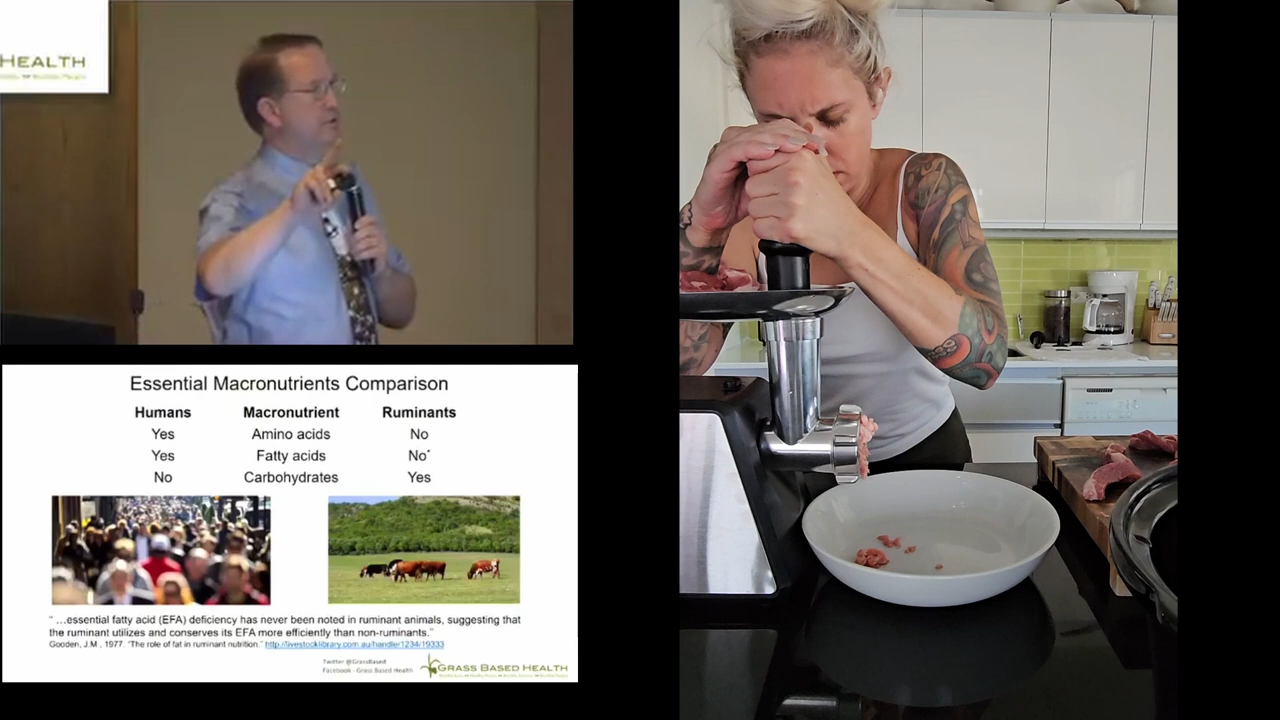 HEALTH
Essential Macronutrients Comparison
Humans Macronutrient Ruminants
Yes Amino acids No
Yes Fatty acids No*
No Carbohydrates Yes
" …essential fatty acid (EFA) deficiency has never been noted in ruminant animals, suggesting that
the ruminant utilizes and conserves its EFA more efficiently than non-ruminants."
Gooden, J.M , 1977. "The role of fat in ruminant nutrition." http://livestocklibrary.com.au/handler1234/19333
Twitter @GrassBased
Facebook - Grass Based Health
GRASS BASED HEALTH